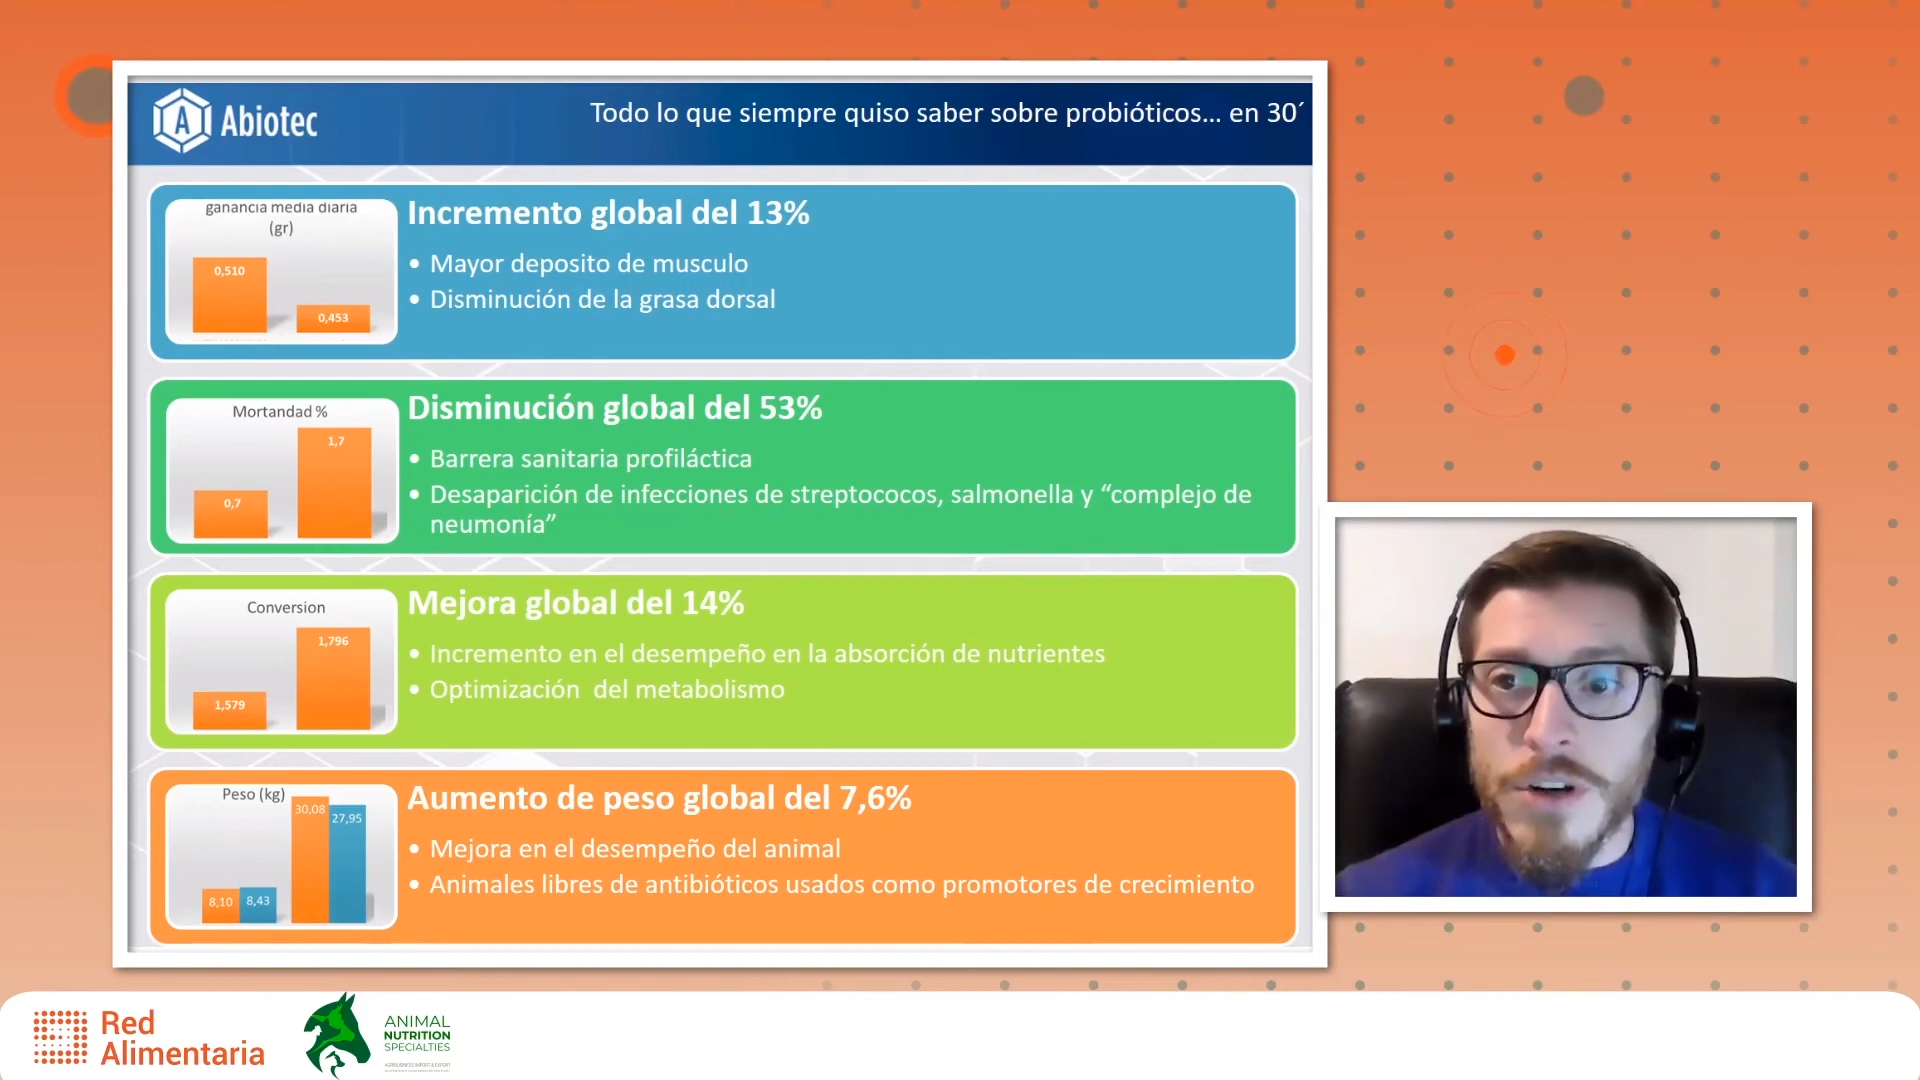 Abiotec
Todo lo que siempre quiso saber sobre probióticos... en 30´
ganancia media diaria
(gr)
0,510
0,453
Incremento global del 13%
• Mayor deposito de musculo
• Disminución de la grasa dorsal
Mortandad %
0,7
1,7
Disminución global del 53%
• Barrera sanitaria profiláctica
• Desaparición de infecciones de streptococos, salmonella y “complejo de
neumonía”
Conversion
1,579
1,796
Mejora global del 14%
• Incremento en el desempeño en la absorción de nutrientes
• Optimización  del metabolismo
Peso (kg)
8,10
8,43
30,08
27,95
Aumento de peso global del 7,6%
• Mejora en el desempeño del animal
• Animales libres de antibióticos usados como promotores de crecimiento
Red
Alimentaria
ANIMAL
NUTRITION
SPECIALTIES